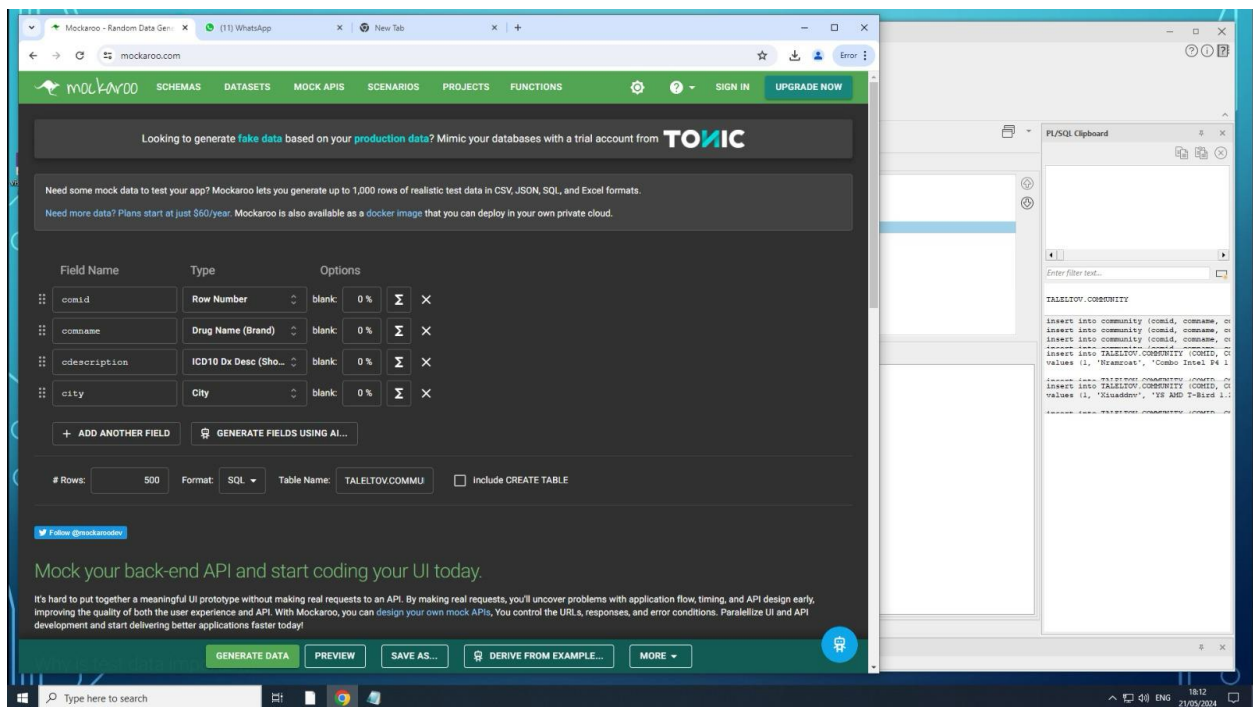 Mockaroo - Random Data Gen
(11) WhatsApp
New Tab
mockaroo.com
Error
mockaroo
SCHEMAS DATASETS MOCK APIS SCENARIOS PROJECTS FUNCTIONS SIGN IN UPGRADE NOW
Looking to generate fake data based on your production data? Mimic your databases with a trial account from TONIC
Need some mock data to test your app? Mockaroo lets you generate up to 1,000 rows of realistic test data in CSV, JSON, SQL, and Excel formats.
Need more data? Plans start at just $60/year. Mockaroo is also available as a docker image that you can deploy in your own private cloud.
Field Name Type Options
comid Row Number blank: 0 % Σ
comname Drug Name (Brand) blank: 0 % Σ
cdescription ICD10 Dx Desc (Sho... blank: 0 % Σ
city City blank: 0 % Σ
+ ADD ANOTHER FIELD GENERATE FIELDS USING AI...
# Rows: 500 Format: SQL Table Name: TALELTOV.COMMU Include CREATE TABLE
Follow @mockaroodev
Mock your back-end API and start coding your UI today.
It's hard to put together a meaningful UI prototype without making real requests to an API. By making real requests, you'll uncover problems with application flow, timing, and API design early,
improving the quality of both the user experience and API. With Mockaroo, you can design your own mock APIs, You control the URLs, responses, and error conditions. Paralellize UI and API
development and start delivering better applications faster today!
GENERATE DATA PREVIEW SAVE AS... DERIVE FROM EXAMPLE... MORE
PL/SQL Clipboard
Enter filter text...
TALELTOV.COMMUNITY
insert into community (comid, comname, c
insert into community (comid, comname, c
insert into community (comid, comname, c
insert into TALELTOV.COMMUNITY (COMID, C
values (1, 'Nramroat', 'Combo Intel P4 1
insert into TALELTOV.COMMUNITY (COMID, C
values (1, 'Xiuaddnv', 'YS AMD T-Bird 1.
Type here to search
ENG
18:12
21/05/2024